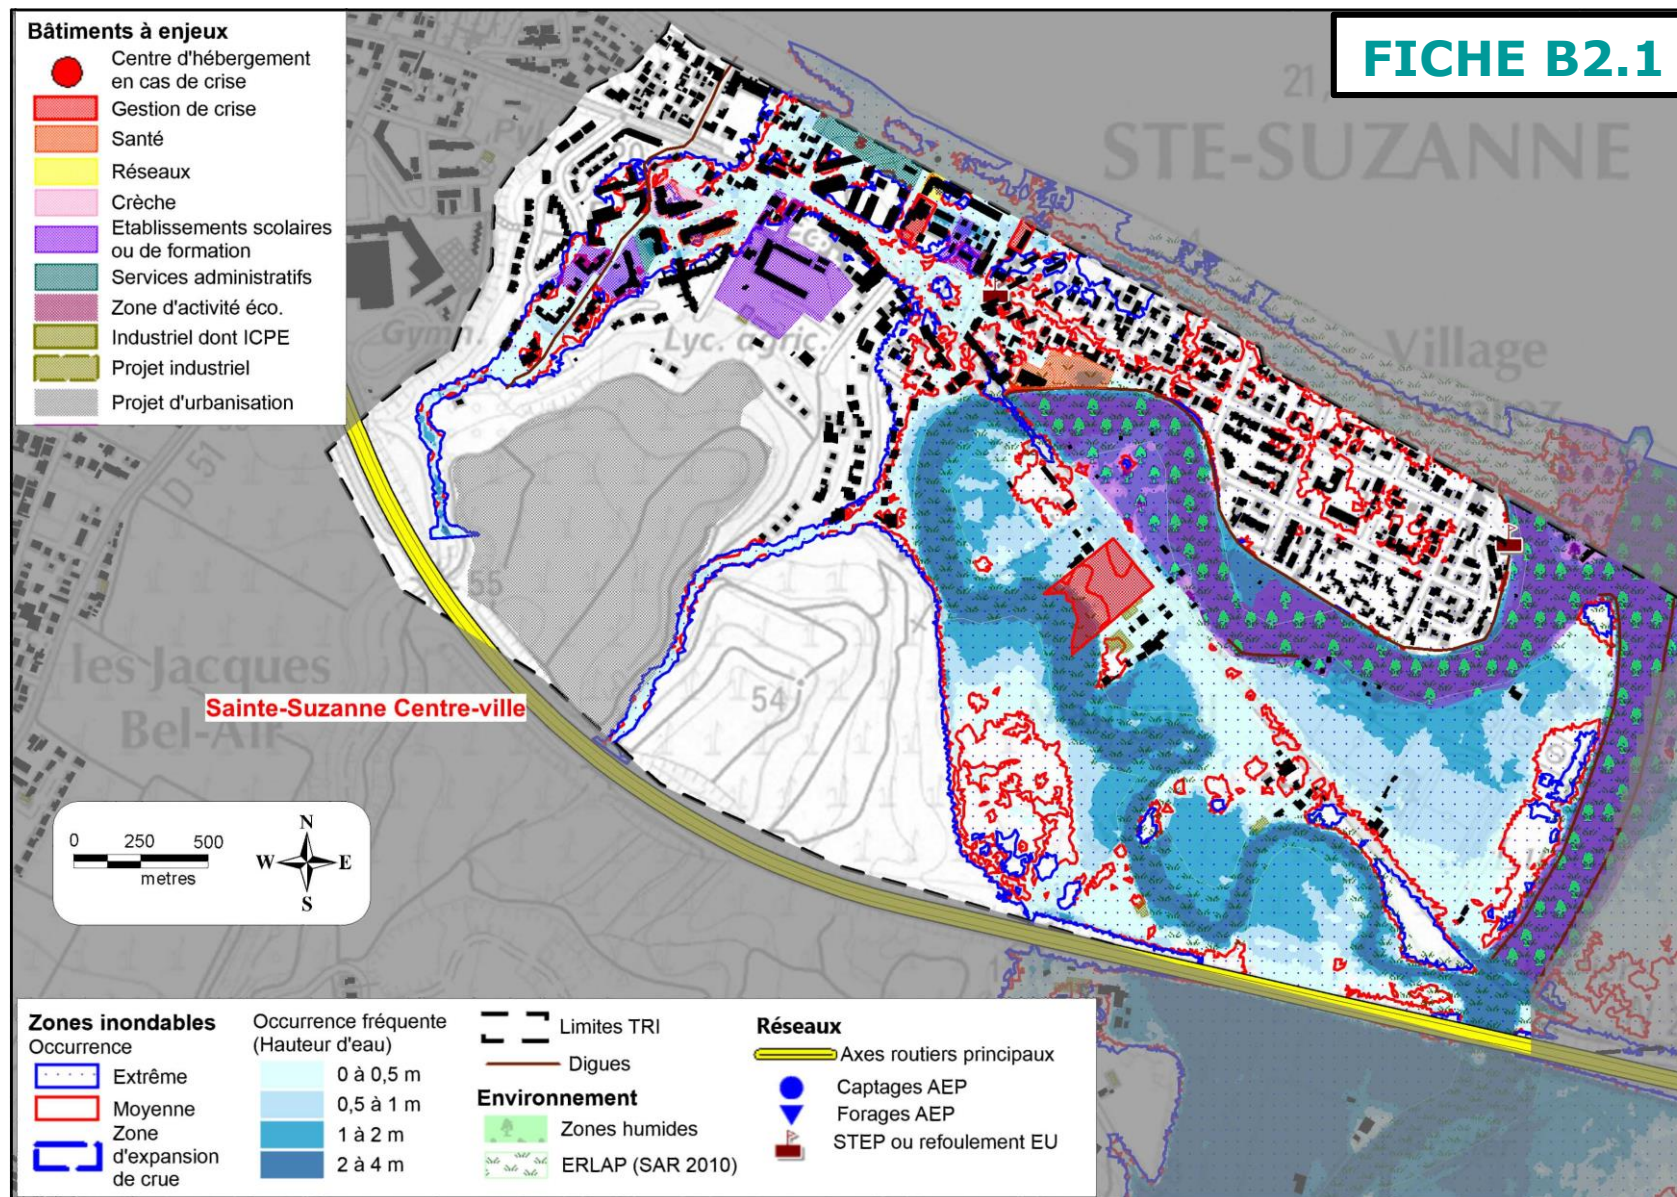 FICHE B2.1
Bâtiments à enjeux
Centre d'hébergement
en cas de crise
Gestion de crise
Santé
Réseaux
Crèche
Etablissements scolaires
ou de formation
Services administratifs
Zone d'activité éco.
Industriel dont ICPE
Projet industriel
Projet d'urbanisation
21,
STE-SUZANNE
Village
Gymn.
Lyc. agric.
D 51
55
54
les Jacques
Bel-Air
Sainte-Suzanne Centre-ville
0 250 500
metres
N
W E
S
Zones inondables
Occurrence
Extrême
Moyenne
Zone
d'expansion
de crue
Occurrence fréquente
(Hauteur d'eau)
0 à 0,5 m
0,5 à 1 m
1 à 2 m
2 à 4 m
Limites TRI
Digues
Environnement
Zones humides
ERLAP (SAR 2010)
Réseaux
Axes routiers principaux
Captages AEP
Forages AEP
STEP ou refoulement EU